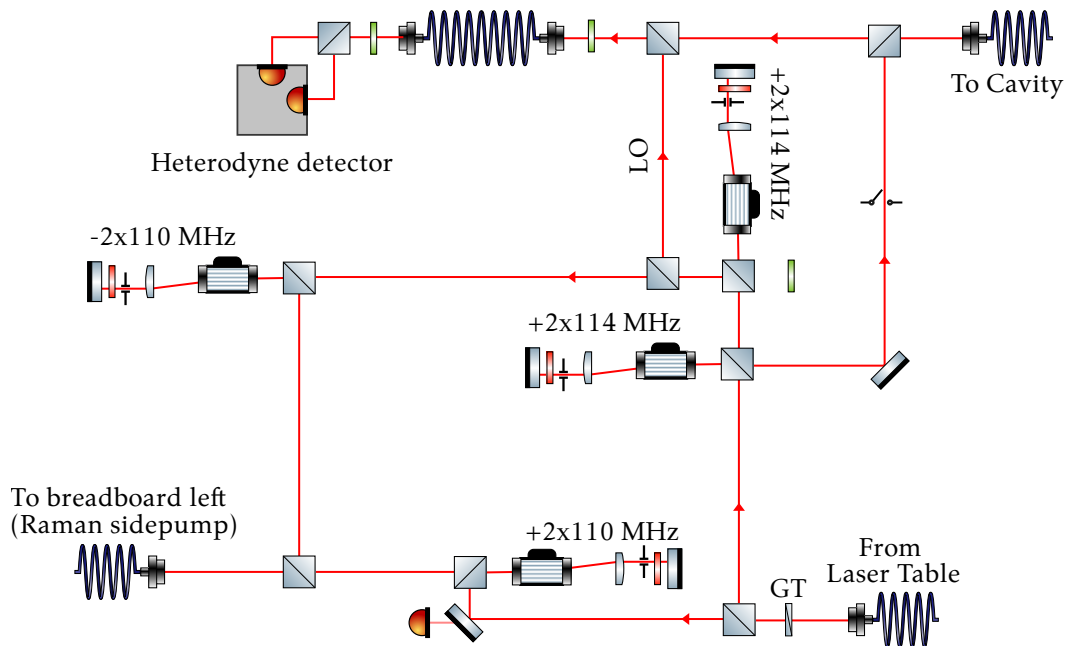 To Cavity
+2x114 MHz
Heterodyne detector
LO
-2x110 MHz
+2x114 MHz
To breadboard left
(Raman sidepump)
+2x110 MHz
From
Laser Table
GT